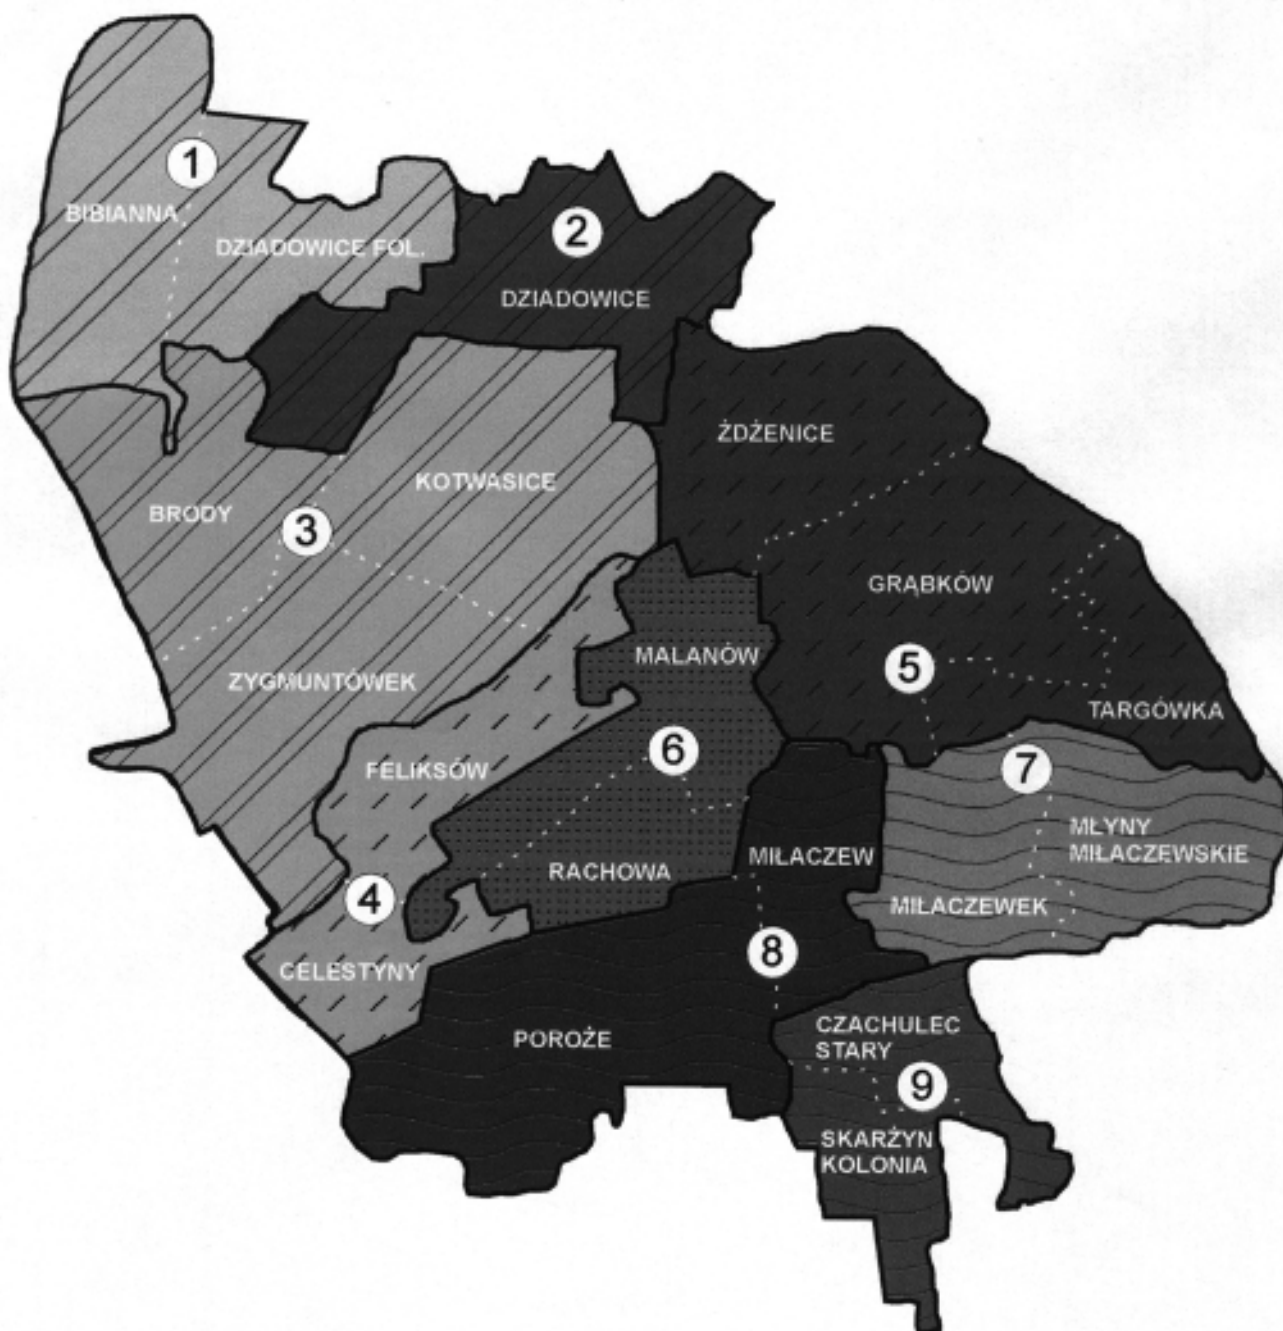 1
BIBIANNA
DZIADOWICE FOL.
2
DZIADOWICE
ŻDŻENICE
KOTWASICE
BRODY
3
GRĄBKÓW
MALANÓW
5
ZYGMUNTÓWEK
TARGÓWKA
6
FELIKSÓW
7
MŁYNY
MIŁACZEWSKIE
MIŁACZEW
RACHOWA
4
MIŁACZEWEK
8
CELESTYNY
CZACHULEC
STARY
POROŻE
9
SKARŻYN
KOLONIA